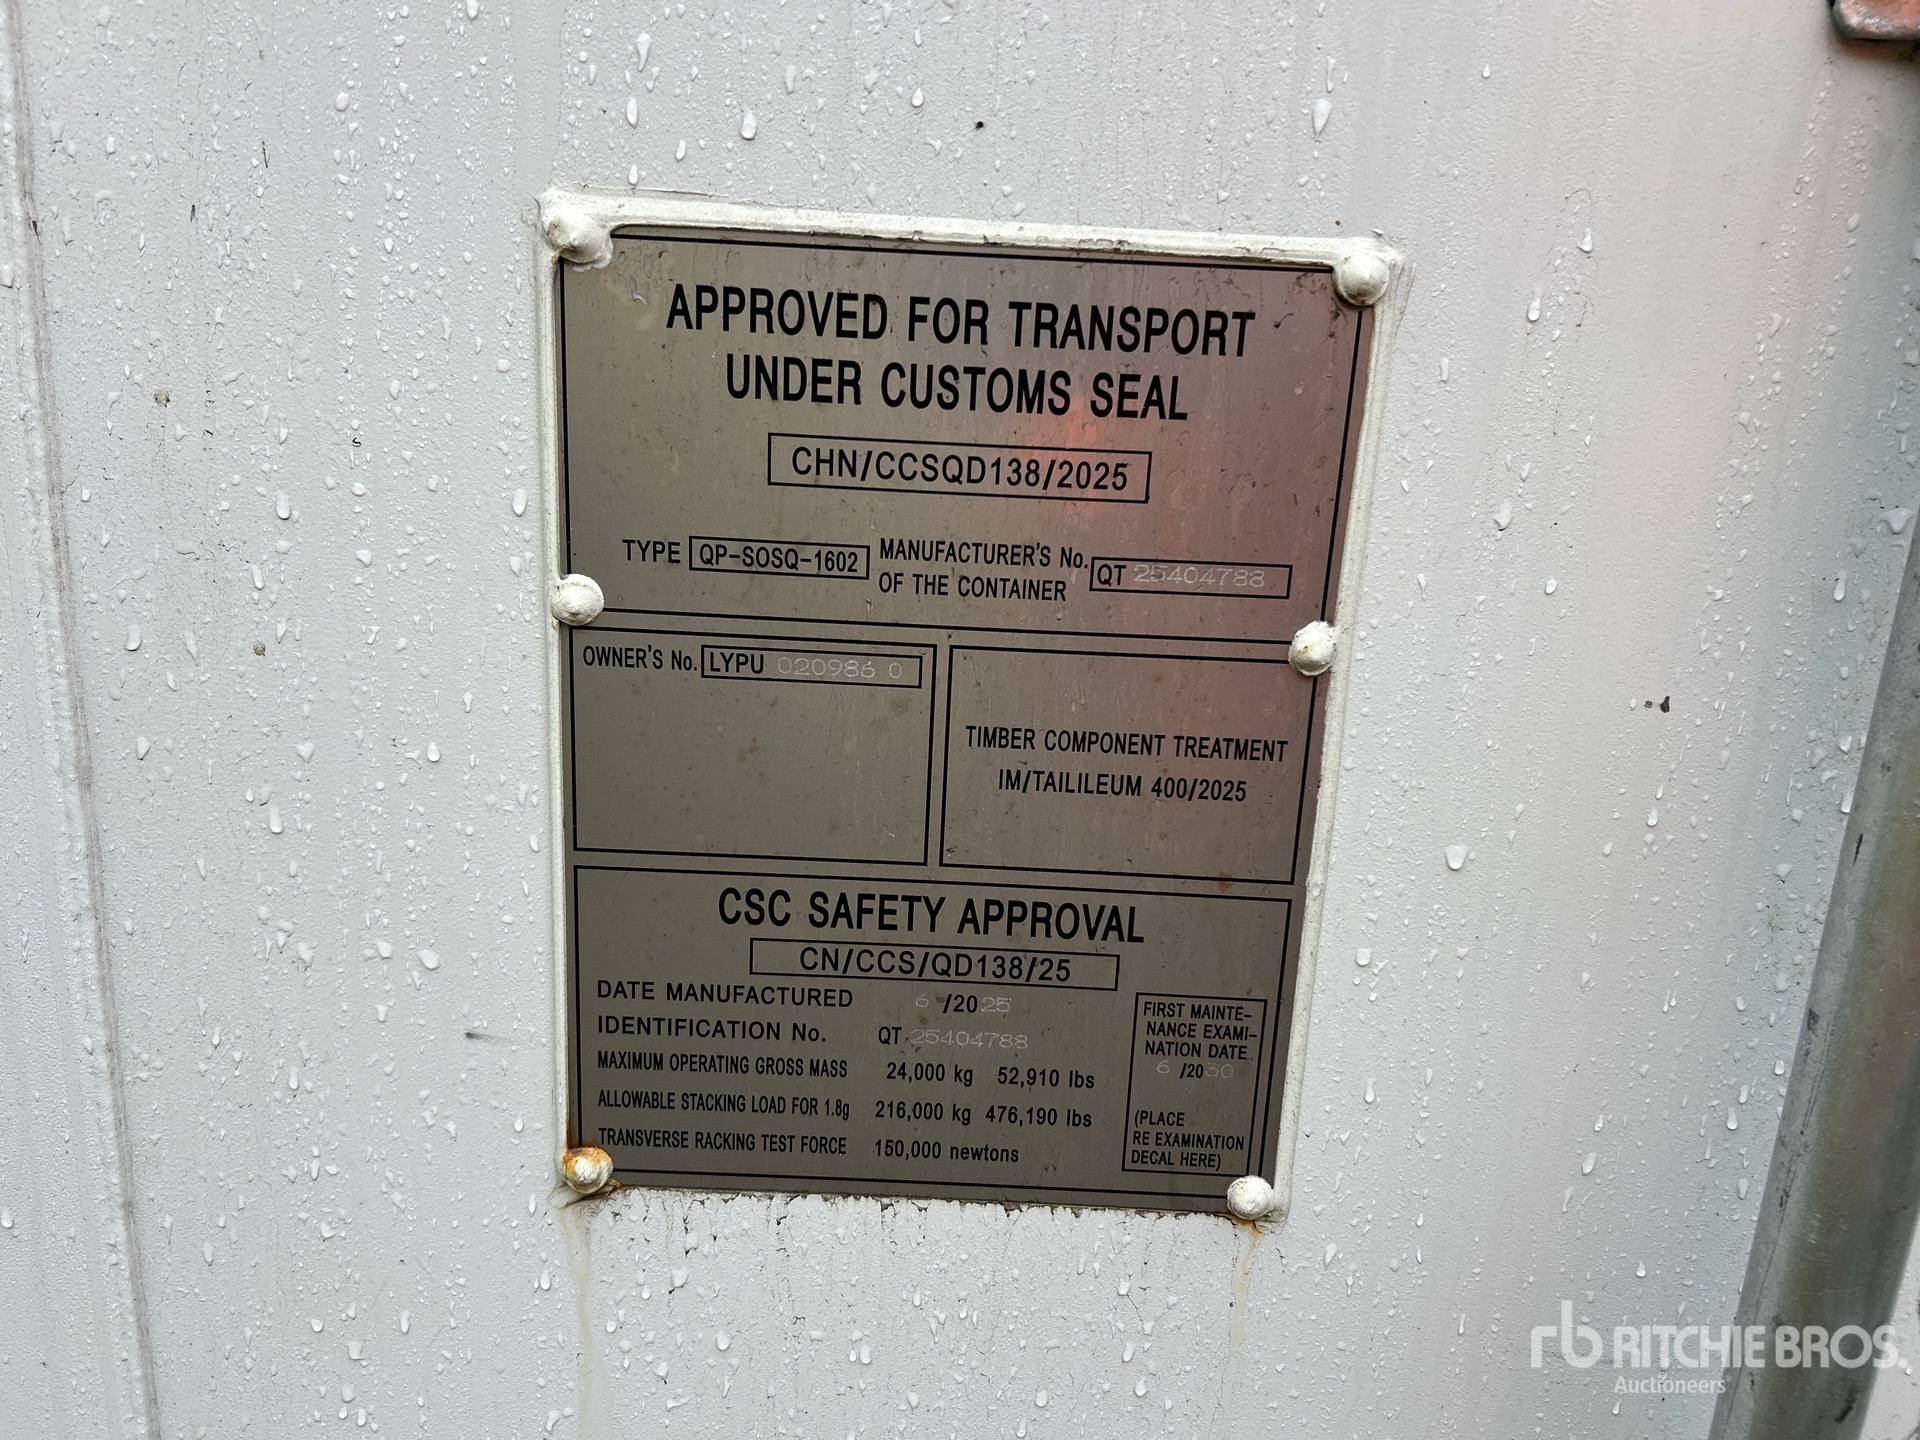 APPROVED FOR TRANSPORT
UNDER CUSTOMS SEAL
CHN/CCSQD138/2025
TYPE QP-SOSQ-1602 MANUFACTURER'S No. OF THE CONTAINER QT 25404788
OWNER'S No. LYPU 020986 0
TIMBER COMPONENT TREATMENT
IM/TAILILEUM 400/2025
CSC SAFETY APPROVAL
CN/CCS/QD138/25
DATE MANUFACTURED 6 /2025
IDENTIFICATION No. QT 25404788
MAXIMUM OPERATING GROSS MASS 24,000 kg 52,910 lbs
ALLOWABLE STACKING LOAD FOR 1.8g 216,000 kg 476,190 lbs
TRANSVERSE RACKING TEST FORCE 150,000 newtons
FIRST MAINTE-
NANCE EXAMI-
NATION DATE
6 /2030
(PLACE
RE EXAMINATION
DECAL HERE)
rb RITCHIE BROS.
Auctioneers